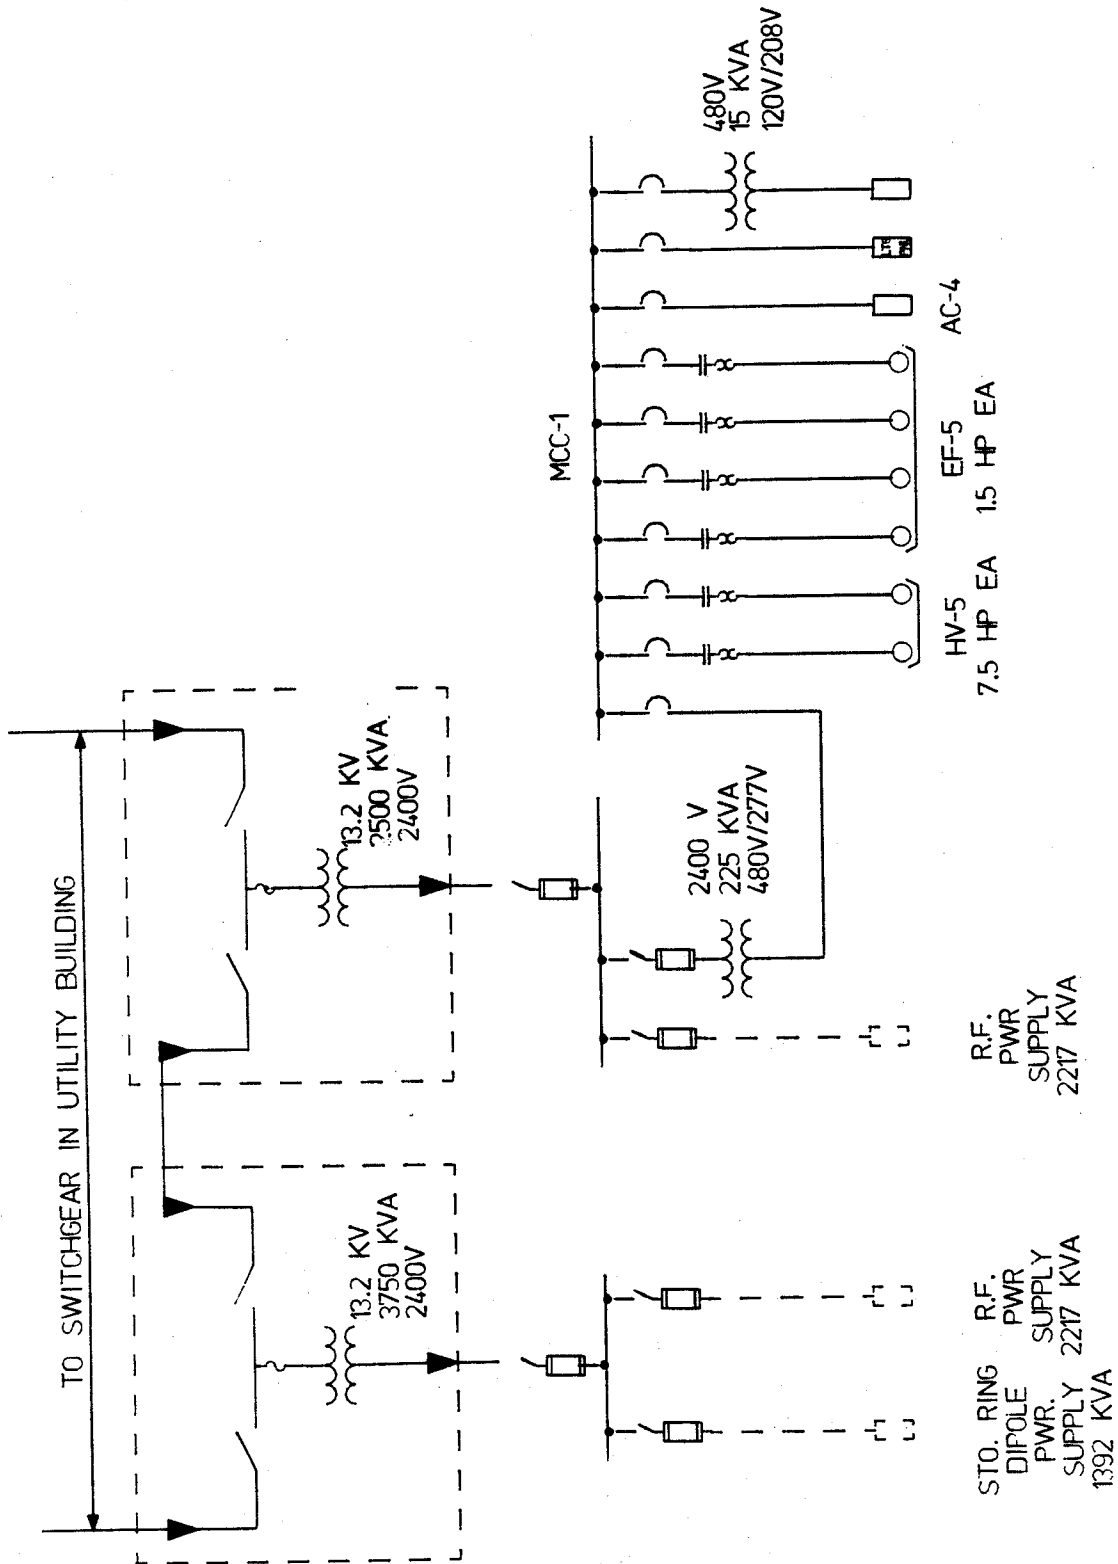 TO SWITCHGEAR IN UTILITY BUILDING
13.2 KV
3750 KVA
2400V
13.2 KV
2500 KVA
2400V
STO. RING
DIPOLE
PWR.
SUPPLY
1392 KVA
R.F.
PWR
SUPPLY
2217 KVA
R.F.
PWR
SUPPLY
2217 KVA
2400 V
225 KVA
480V/277V
MCC-1
HV-5
7.5 HP EA
EF-5
1.5 HP EA
AC-4
LTG
PNL
480V
15 KVA
120V/208V